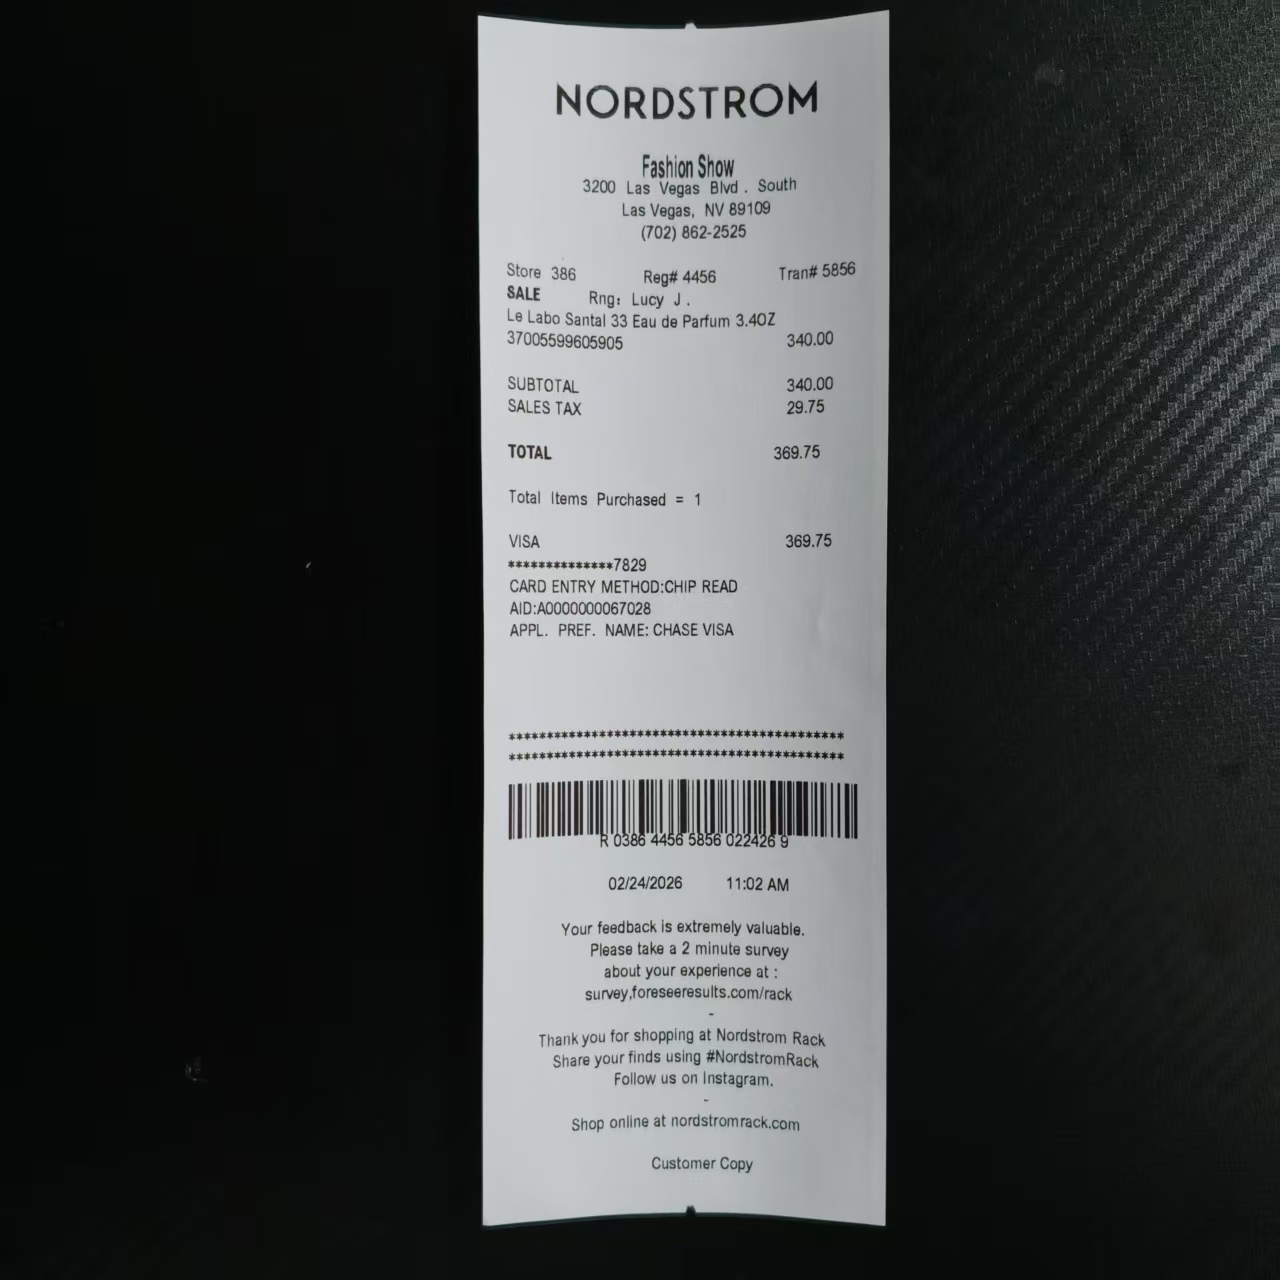 NORDSTROM
Fashion Show
3200 Las Vegas Blvd . South
Las Vegas, NV 89109
(702) 862-2525
Store 386 Reg# 4456 Tran# 5856
SALE Rng: Lucy J .
Le Labo Santal 33 Eau de Parfum 3.4OZ
37005599605905 340.00
SUBTOTAL 340.00
SALES TAX 29.75
TOTAL 369.75
Total Items Purchased = 1
VISA 369.75
**************7829
CARD ENTRY METHOD:CHIP READ
AID:A0000000067028
APPL. PREF. NAME: CHASE VISA
******************************************
******************************************
R 0386 4456 5856 022426 9
02/24/2026 11:02 AM
Your feedback is extremely valuable.
Please take a 2 minute survey
about your experience at :
survey,foreseeresults.com/rack
-
Thank you for shopping at Nordstrom Rack
Share your finds using #NordstromRack
Follow us on Instagram.
-
Shop online at nordstromrack.com
Customer Copy